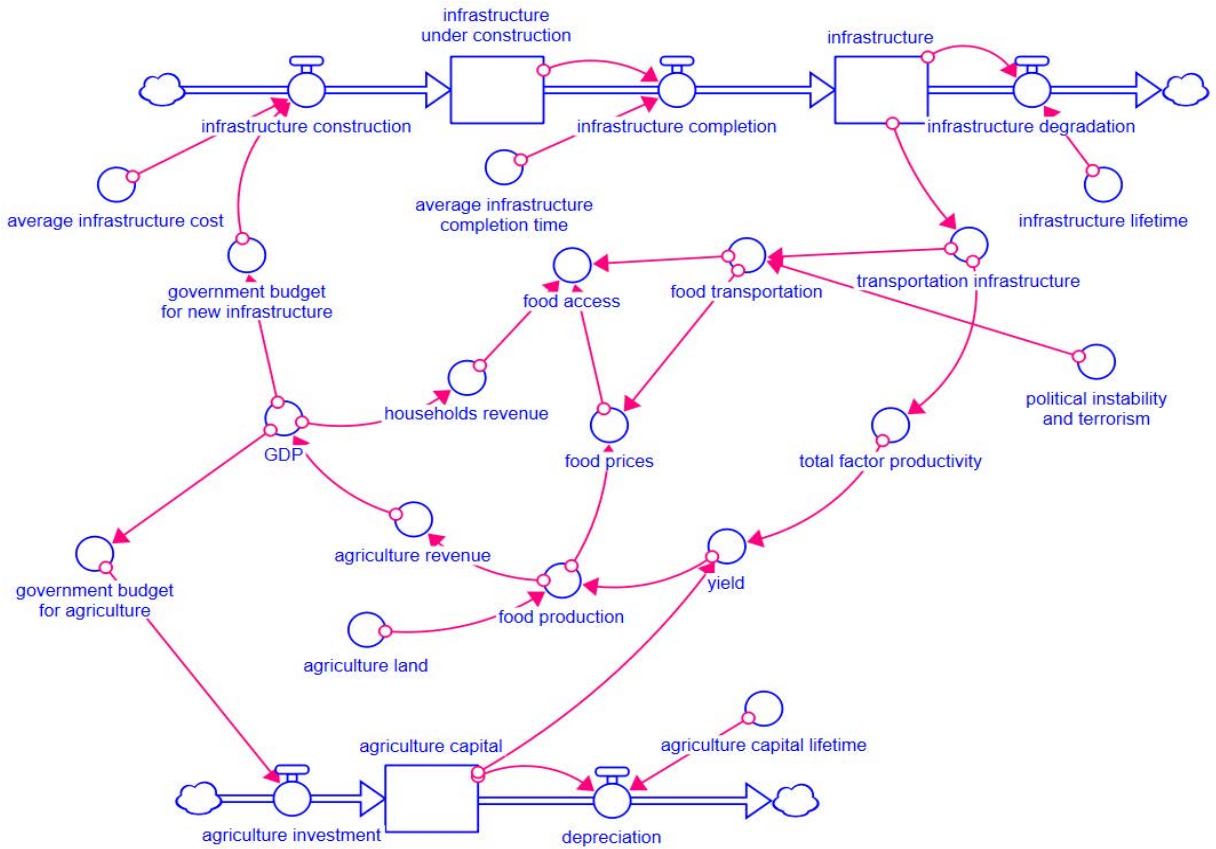 infrastructure
under construction
infrastructure
infrastructure construction
infrastructure completion
infrastructure degradation
average infrastructure cost
average infrastructure
completion time
infrastructure lifetime
government budget
for new infrastructure
food access
food transportation
transportation infrastructure
households revenue
political instability
and terrorism
GDP
food prices
total factor productivity
agriculture revenue
yield
government budget
for agriculture
food production
agriculture land
agriculture capital
agriculture capital lifetime
agriculture investment
depreciation